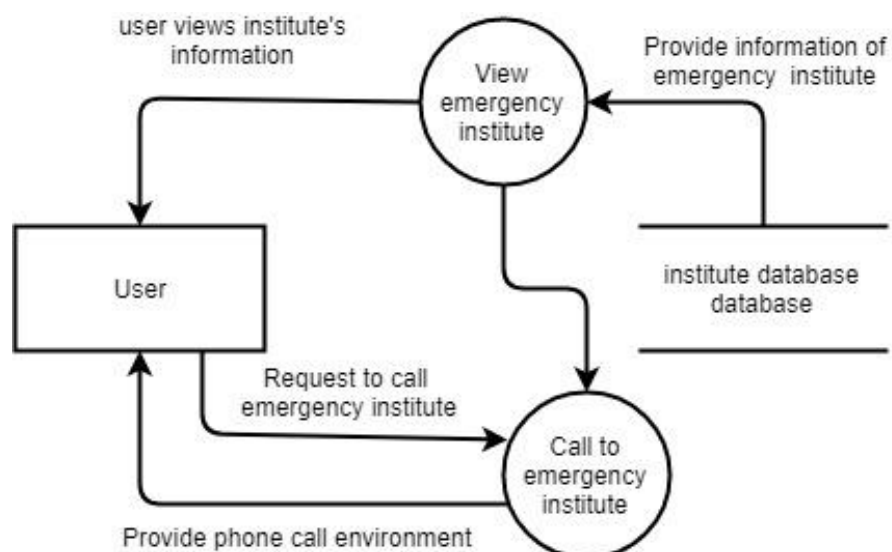 user views institute's
information
View
emergency
institute
Provide information of
emergency institute
User
institute database
database
Request to call
emergency institute
Call to
emergency
institute
Provide phone call environment